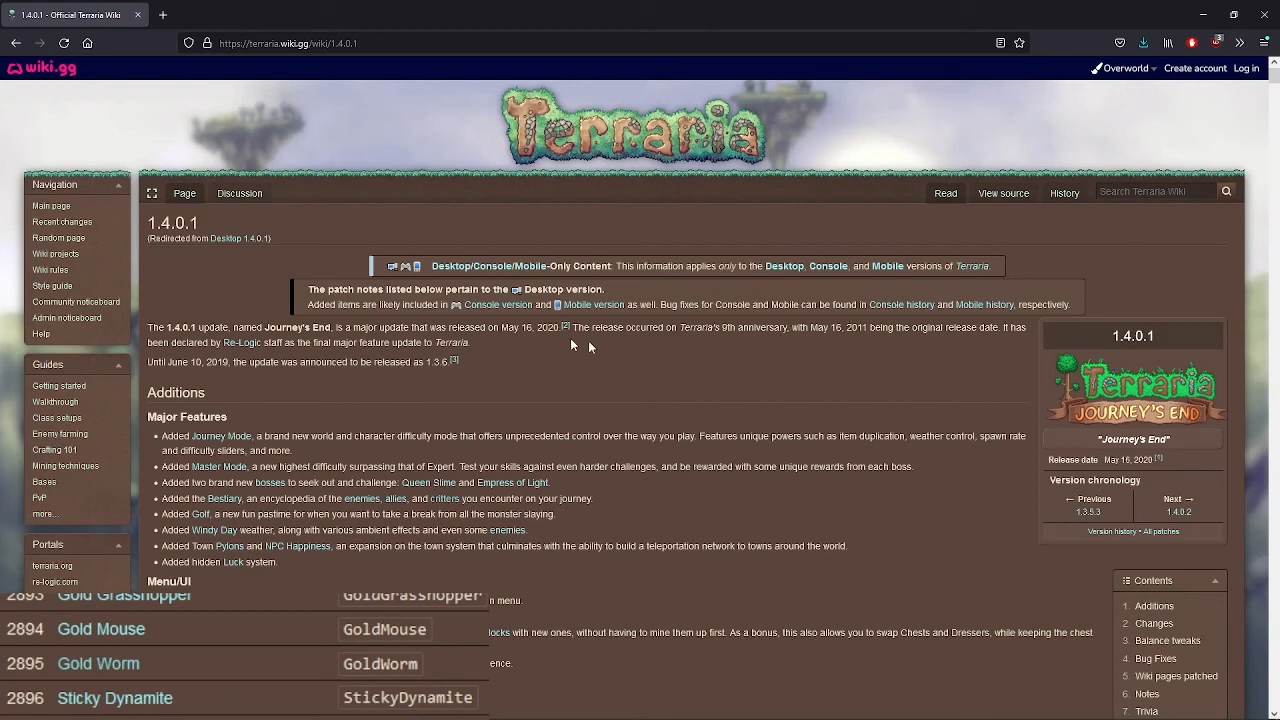 1.4.0.1 - Official Terraria Wiki
https://terraria.wiki.gg/wiki/1.4.0.1
wiki.gg
Overworld
Create account
Log in
Terraria
Navigation
Main page
Recent changes
Random page
Wiki projects
Wiki rules
Style guide
Community noticeboard
Admin noticeboard
Help
Guides
Getting started
Walkthrough
Class setups
Enemy farming
Crafting 101
Mining techniques
Bases
PvP
more...
Portals
terraria.org
re-logic.com
Page
Discussion
Read
View source
History
Search Terraria Wiki
1.4.0.1
(Redirected from Desktop 1.4.0.1)
Desktop/Console/Mobile-Only Content: This information applies only to the Desktop, Console, and Mobile versions of Terraria.
The patch notes listed below pertain to the Desktop version.
Added items are likely included in Console version and Mobile version as well. Bug fixes for Console and Mobile can be found in Console history and Mobile history, respectively.
The 1.4.0.1 update, named Journey's End, is a major update that was released on May 16, 2020.[2] The release occurred on Terraria's 9th anniversary, with May 16, 2011 being the original release date. It has
been declared by Re-Logic staff as the final major feature update to Terraria.
Until June 10, 2019, the update was announced to be released as 1.3.6.[3]
Additions
Major Features
• Added Journey Mode, a brand new world and character difficulty mode that offers unprecedented control over the way you play. Features unique powers such as item duplication, weather control, spawn rate
and difficulty sliders, and more.
• Added Master Mode, a new highest difficulty surpassing that of Expert. Test your skills against even harder challenges, and be rewarded with some unique rewards from each boss.
• Added two brand new bosses to seek out and challenge: Queen Slime and Empress of Light.
• Added the Bestiary, an encyclopedia of the enemies, allies, and critters you encounter on your journey.
• Added Golf, a new fun pastime for when you want to take a break from all the monster slaying.
• Added Windy Day weather, along with various ambient effects and even some enemies.
• Added Town Pylons and NPC Happiness, an expansion on the town system that culminates with the ability to build a teleportation network to towns around the world.
• Added hidden Luck system.
Menu/UI
n menu.
locks with new ones, without having to mine them up first. As a bonus, this also allows you to swap Chests and Dressers, while keeping the chest
ence.
1.4.0.1
Terraria
JOURNEY'S END
"Journey's End"
Release date May 16, 2020 [1]
Version chronology
← Previous
1.3.5.3
Next →
1.4.0.2
Version history • All patches
Contents
1. Additions
2. Changes
3. Balance tweaks
4. Bug Fixes
5. Wiki pages patched
6. Notes
7. Trivia
2893 Gold Grasshopper GoldGrasshopper
2894 Gold Mouse GoldMouse
2895 Gold Worm GoldWorm
2896 Sticky Dynamite StickyDynamite